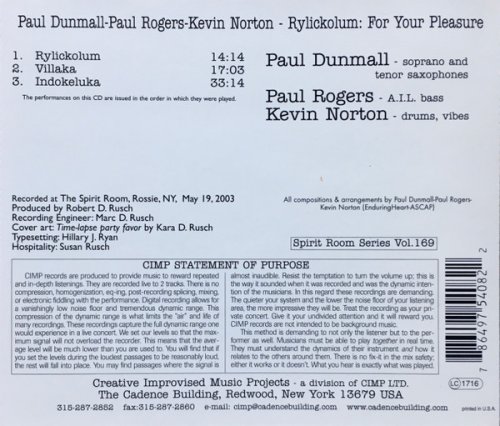 Paul Dunmall-Paul Rogers-Kevin Norton - Rylickolum: For Your Pleasure
1. Rylickolum 14:14
2. Villaka 17:03
3. Indokeluka 33:14
The performances on this CD are issued in the order in which they were played.
Paul Dunmall - soprano and
tenor saxophones
Paul Rogers - A.I.L. bass
Kevin Norton - drums, vibes
Recorded at The Spirit Room, Rossie, NY, May 19, 2003
Produced by Robert D. Rusch
Recording Engineer: Marc D. Rusch
Cover art: Time-lapse party favor by Kara D. Rusch
Typesetting: Hillary J. Ryan
Hospitality: Susan Rusch
All compositions & arrangements by Paul Dunmall-Paul Rogers-
Kevin Norton (EnduringHeart-ASCAP)
Spirit Room Series Vol.169
CIMP STATEMENT OF PURPOSE
CIMP records are produced to provide music to reward repeated
and in-depth listenings. They are recorded live to 2 tracks. There is no
compression, homogenization, eq-ing, post-recording splicing, mixing,
or electronic fiddling with the performance. Digital recording allows for
a vanishingly low noise floor and tremendous dynamic range. This
compression of the dynamic range is what limits the "air" and life of
many recordings. These recordings capture the full dynamic range one
would experience in a live concert. We set our levels so that the max-
imum signal will not overload the recorder. This means that the aver-
age level will be much lower than you are used to. You will find that if
you set the levels during the loudest passages to be reasonably loud,
the rest will fall into place. You may find passages where the signal is
almost inaudible. Resist the temptation to turn the volume up; this is
the way it sounded when it was recorded and was the dynamic inten-
tion of the musicians. In this regard these recordings are demanding.
The quieter your system and the lower the noise floor of your listening
area, the more impressive they will be. Treat the recording as your pri-
vate concert. Give it your undivided attention and it will reward you.
CIMP records are not intended to be background music.
This method is demanding to not only the listener but to the per-
former as well. Musicians must be able to play together in real time.
They must understand the dynamics of their instrument and how it
relates to the others around them. There is no fix-it in the mix safety;
either it works or it doesn't. What you hear is exactly what was played.
Creative Improvised Music Projects - a division of CIMP LTD.
The Cadence Building, Redwood, New York 13679 USA
315-287-2852 fax/315-287-2860 e-mail: cimp@cadencebuilding.com www.cadencebuilding.com
7 86497 54082 2
LC 1716
printed in U.S.A.